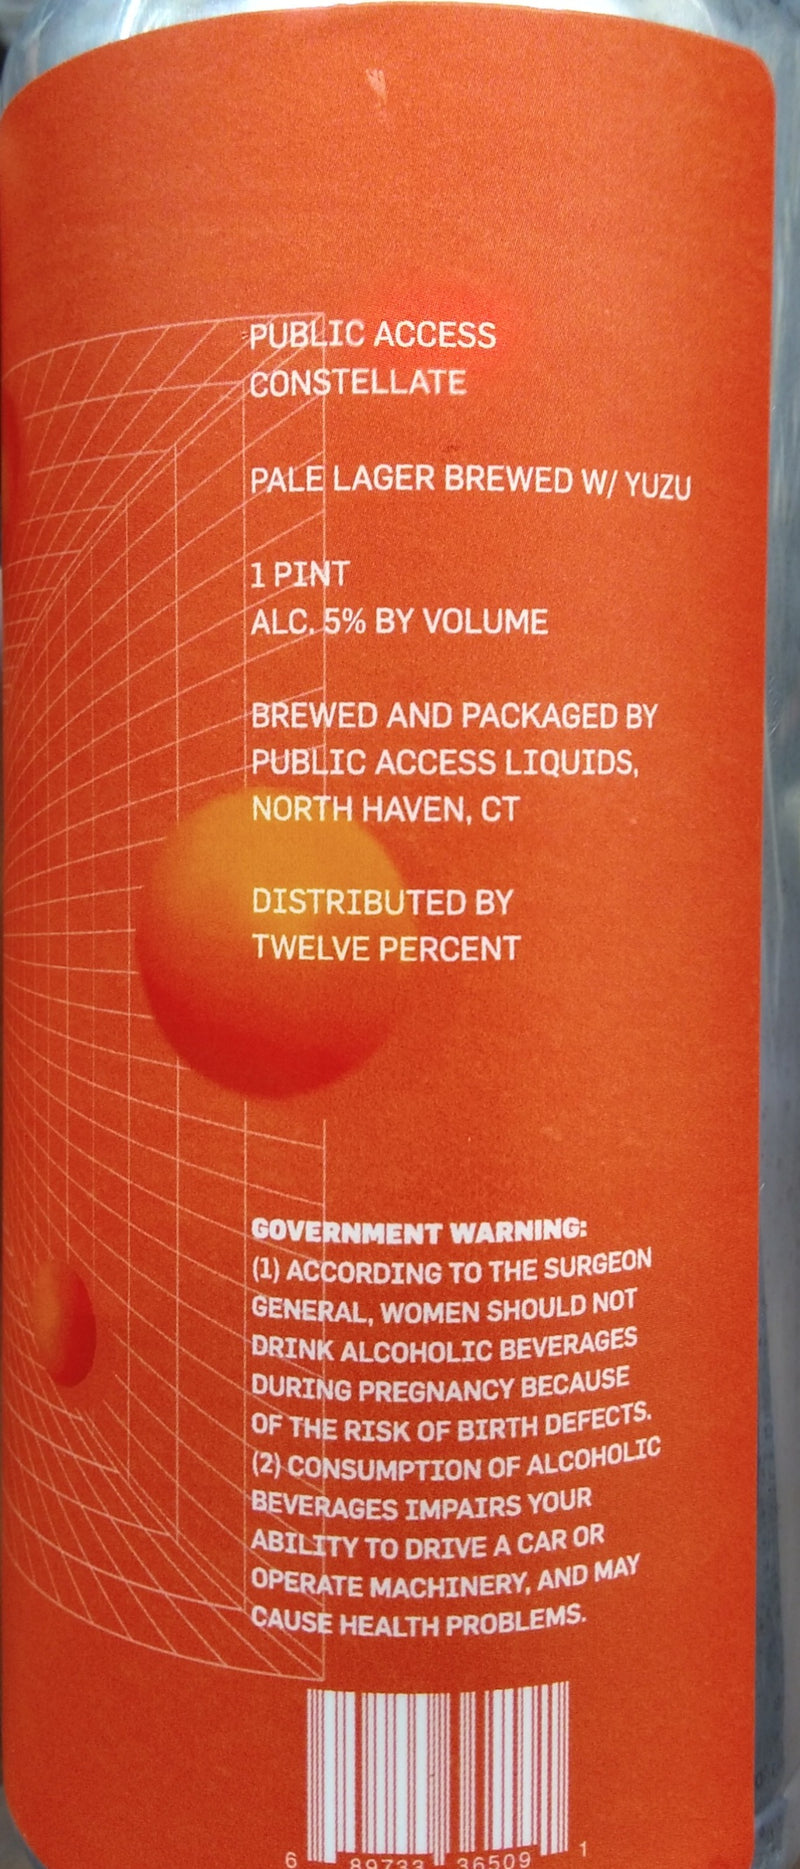 PUBLIC ACCESS
CONSTELLATE
PALE LAGER BREWED W/ YUZU
1 PINT
ALC. 5% BY VOLUME
BREWED AND PACKAGED BY
PUBLIC ACCESS LIQUIDS,
NORTH HAVEN, CT
DISTRIBUTED BY
TWELVE PERCENT
GOVERNMENT WARNING:
(1) ACCORDING TO THE SURGEON
GENERAL, WOMEN SHOULD NOT
DRINK ALCOHOLIC BEVERAGES
DURING PREGNANCY BECAUSE
OF THE RISK OF BIRTH DEFECTS.
(2) CONSUMPTION OF ALCOHOLIC
BEVERAGES IMPAIRS YOUR
ABILITY TO DRIVE A CAR OR
OPERATE MACHINERY, AND MAY
CAUSE HEALTH PROBLEMS.
6 89733 36509 1